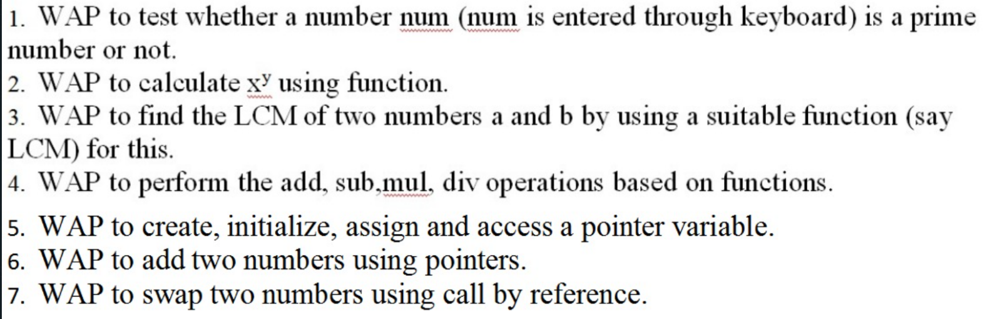 1. WAP to test whether a number num (num is entered through keyboard) is a prime
number or not.
2. WAP to calculate xʸ using function.
3. WAP to find the LCM of two numbers a and b by using a suitable function (say
LCM) for this.
4. WAP to perform the add, sub,mul, div operations based on functions.
5. WAP to create, initialize, assign and access a pointer variable.
6. WAP to add two numbers using pointers.
7. WAP to swap two numbers using call by reference.